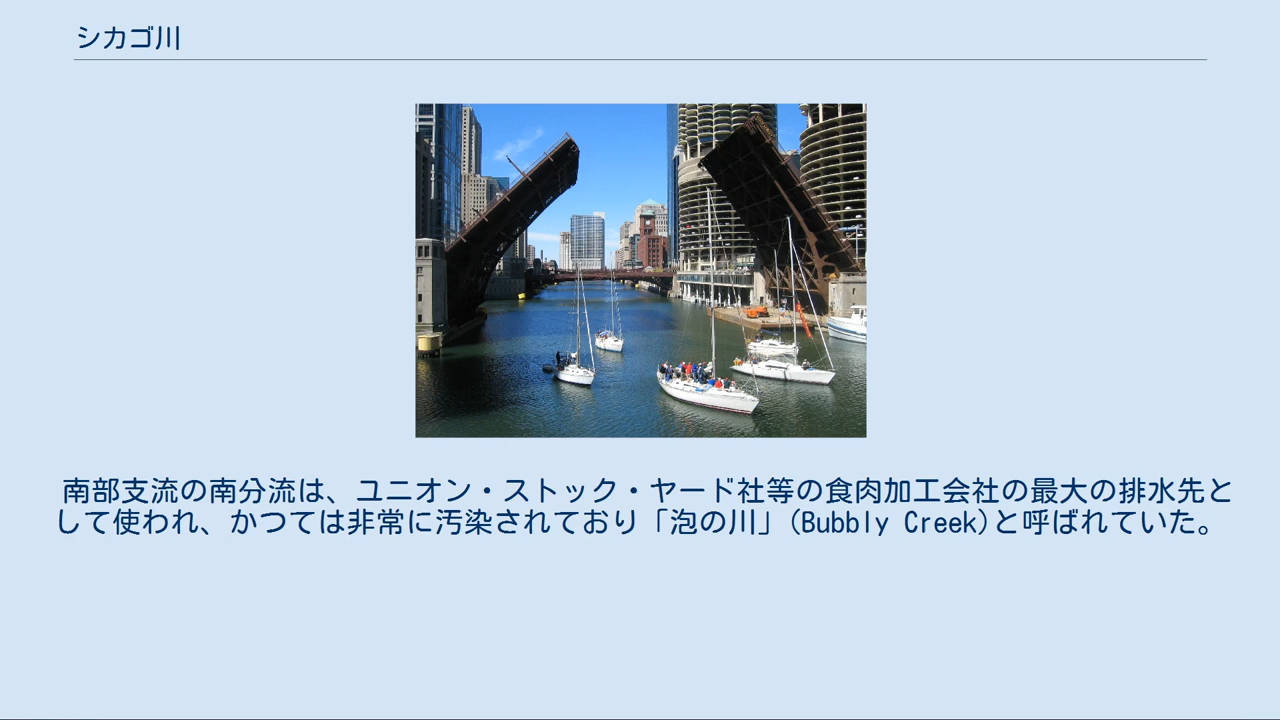 シカゴ川
南部支流の南分流は、ユニオン・ストック・ヤード社等の食肉加工会社の最大の排水先と
して使われ、かつては非常に汚染されており「泡の川」(Bubbly Creek)と呼ばれていた。